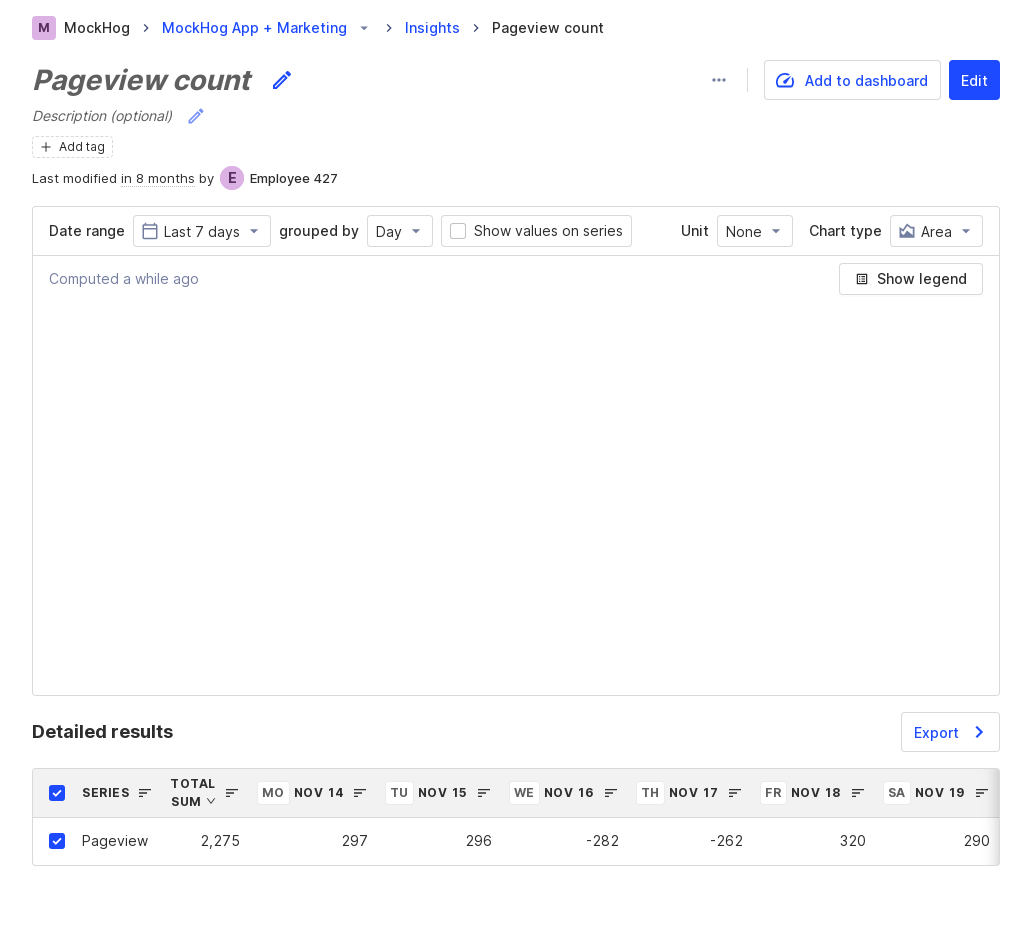 M MockHog MockHog App + Marketing Insights Pageview count
Pageview count
Add to dashboard Edit
Description (optional)
Add tag
Last modified in 8 months by E Employee 427
Date range Last 7 days grouped by Day Show values on series Unit None Chart type Area
Computed a while ago Show legend
Detailed results Export
SERIES TOTAL SUM MO NOV 14 TU NOV 15 WE NOV 16 TH NOV 17 FR NOV 18 SA NOV 19
Pageview 2,275 297 296 -282 -262 320 290